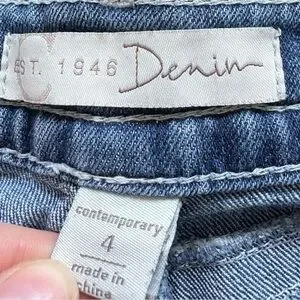 C
EST. 1946 Denim
contemporary
4
made in
china